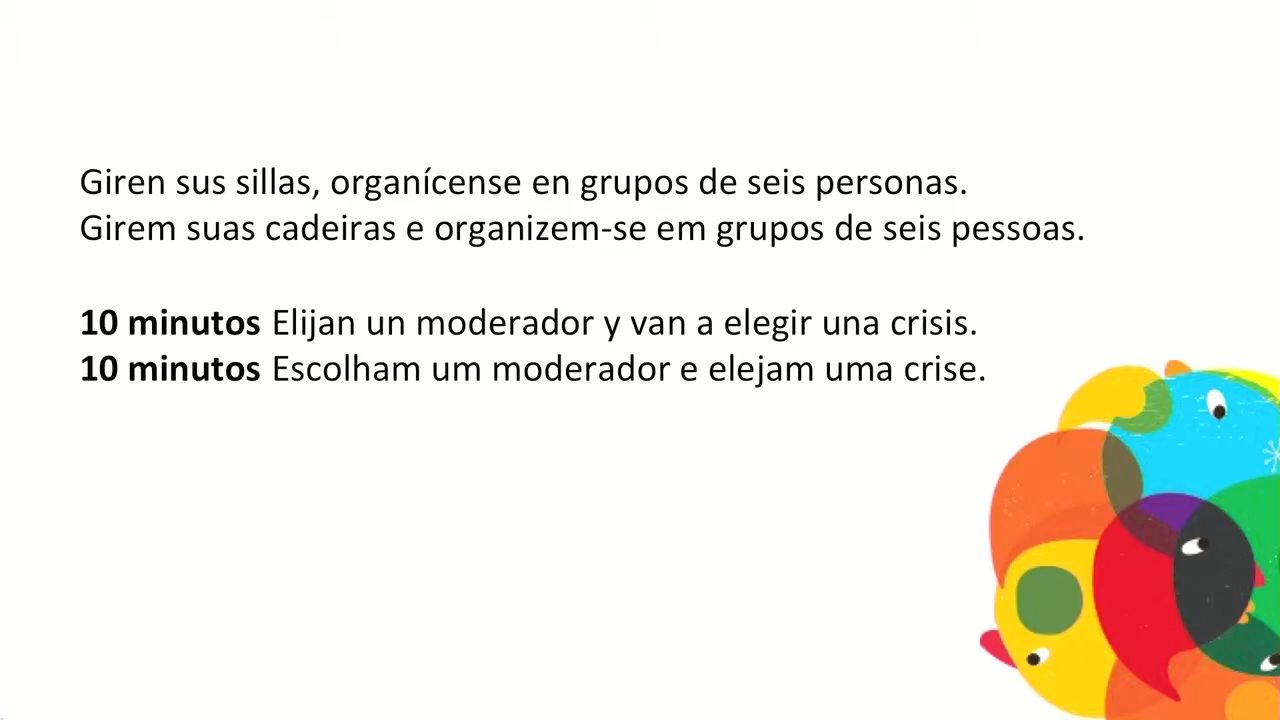 Giren sus sillas, organícense en grupos de seis personas.
Girem suas cadeiras e organizem-se em grupos de seis pessoas.
10 minutos Elijan un moderador y van a elegir una crisis.
10 minutos Escolham um moderador e elejam uma crise.